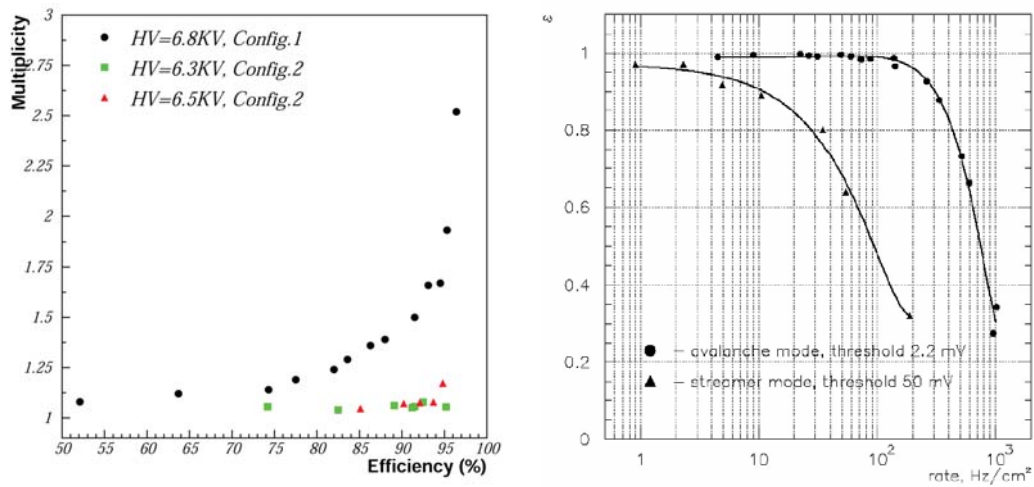 Multiplicity
3
2.75
2.5
2.25
2
1.75
1.5
1.25
1
HV=6.8KV, Config.1
HV=6.3KV, Config.2
HV=6.5KV, Config.2
50 55 60 65 70 75 80 85 90 95 100
Efficiency (%)
ε
1
0.8
0.6
0.4
0.2
0
– avalanche mode, threshold 2.2 mV
– streamer mode, threshold 50 mV
1 10 10² 10³
rate, Hz/cm²